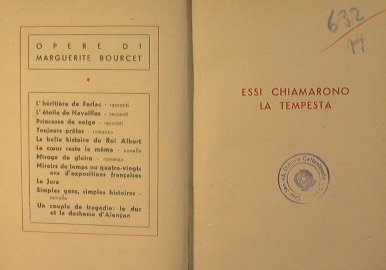 OPERE DI
MARGUERITE BOURCET
L'héritière de Ferlac - racconti
L'étoile de Navailles - racconti
Princesse de neige - racconti
Toujours prêtes - romanzo
La belle histoire du Roi Albert
Le cœur reste le même - novelle
Mirage de gloire - romanzo
Miroirs du temps ou quatre-vingts
ans d'expositions françaises
Le Jura
Simples gens, simples histoires -
novelle
Un couple de tragédie: le duc
et la duchesse d'Alençon
632
14
ESSI CHIAMARONO
LA TEMPESTA